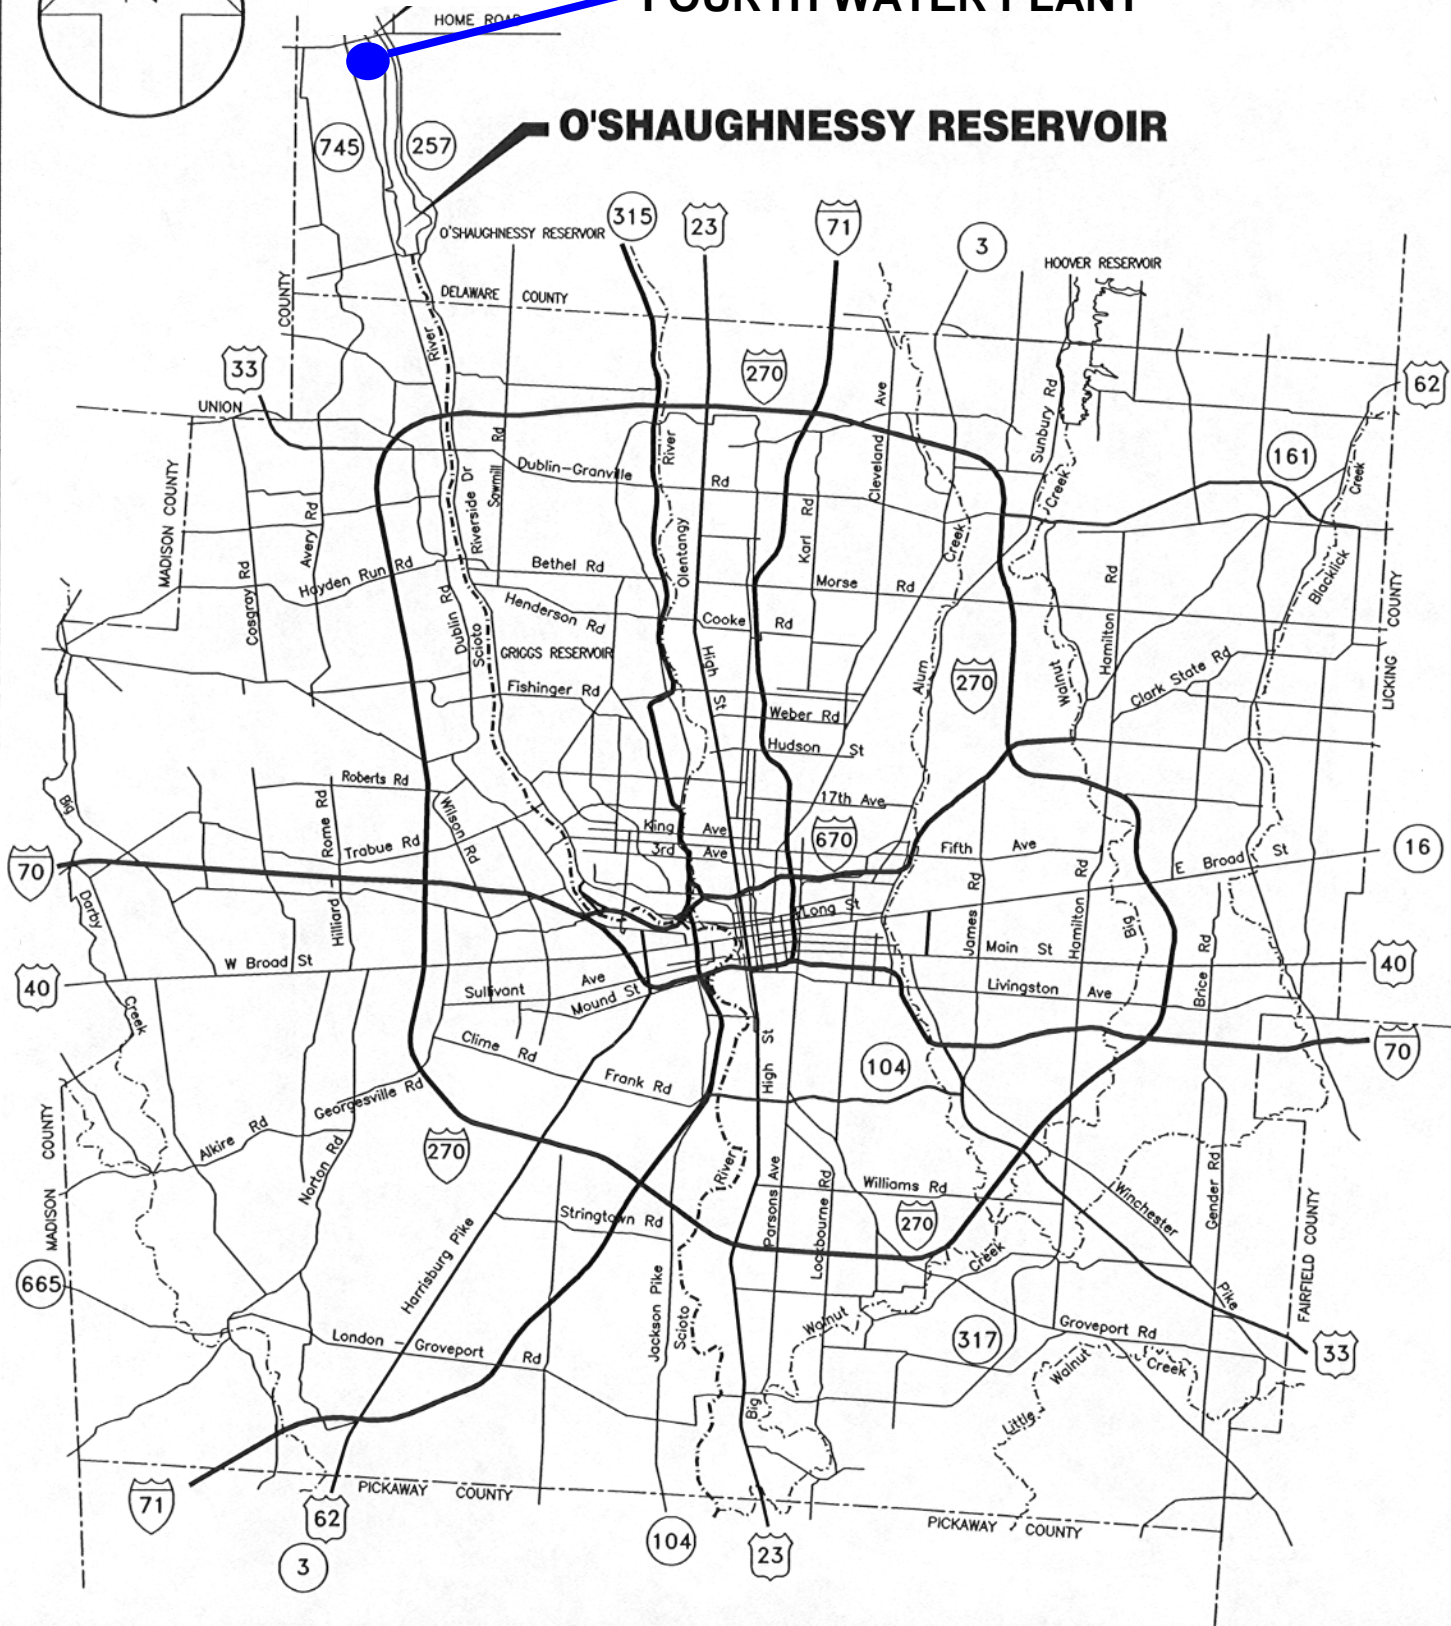 FOURTH WATER PLANT
HOME ROAD
O'SHAUGHNESSY RESERVOIR
745
257
315
23
71
3
O'SHAUGHNESSY RESERVOIR
HOOVER RESERVOIR
COUNTY
DELAWARE COUNTY
River
33
270
62
UNION
Ave
Sunbury Rd
River
Rd
161
Dublin-Granville Rd
Sawmill
Cleveland
Creek
Creek
MADISON COUNTY
Avery Rd
Riverside Dr
Karl Rd
Olentangy
Creek
Cosgray Rd
Hayden Run Rd
Bethel Rd
Morse Rd
Hamilton Rd
Blacklick
Dublin Rd
Henderson Rd
Cooke Rd
LICKING COUNTY
Scioto
GRIGGS RESERVOIR
High St
Alum
270
Walnut
Clark State Rd
Fishinger Rd
Weber Rd
Hudson St
Roberts Rd
17th Ave
Big
Rome Rd
Wilson Rd
King Ave
670
Trabue Rd
3rd Ave
Fifth Ave
E Broad St
16
70
Darby
Hilliard
Long St
James Rd
Hamilton Rd
Big
W Broad St
Main St
Brice Rd
40
40
Sullivant Ave
Mound St
Livingston Ave
Creek
Clime Rd
High St
70
Frank Rd
104
Georgesville Rd
Alkire Rd
270
MADISON COUNTY
Norton Rd
River
Parsons Ave
Lockbourne Rd
Williams Rd
Winchester Pike
Gender Rd
Stringtown Rd
270
FAIRFIELD COUNTY
Harrisburg Pike
Creek
665
Jackson Pike
Scioto
Walnut
London - Groveport Rd
317
Groveport Rd
33
Walnut
Creek
Big
Little
71
62
PICKAWAY COUNTY
3
104
23
PICKAWAY COUNTY